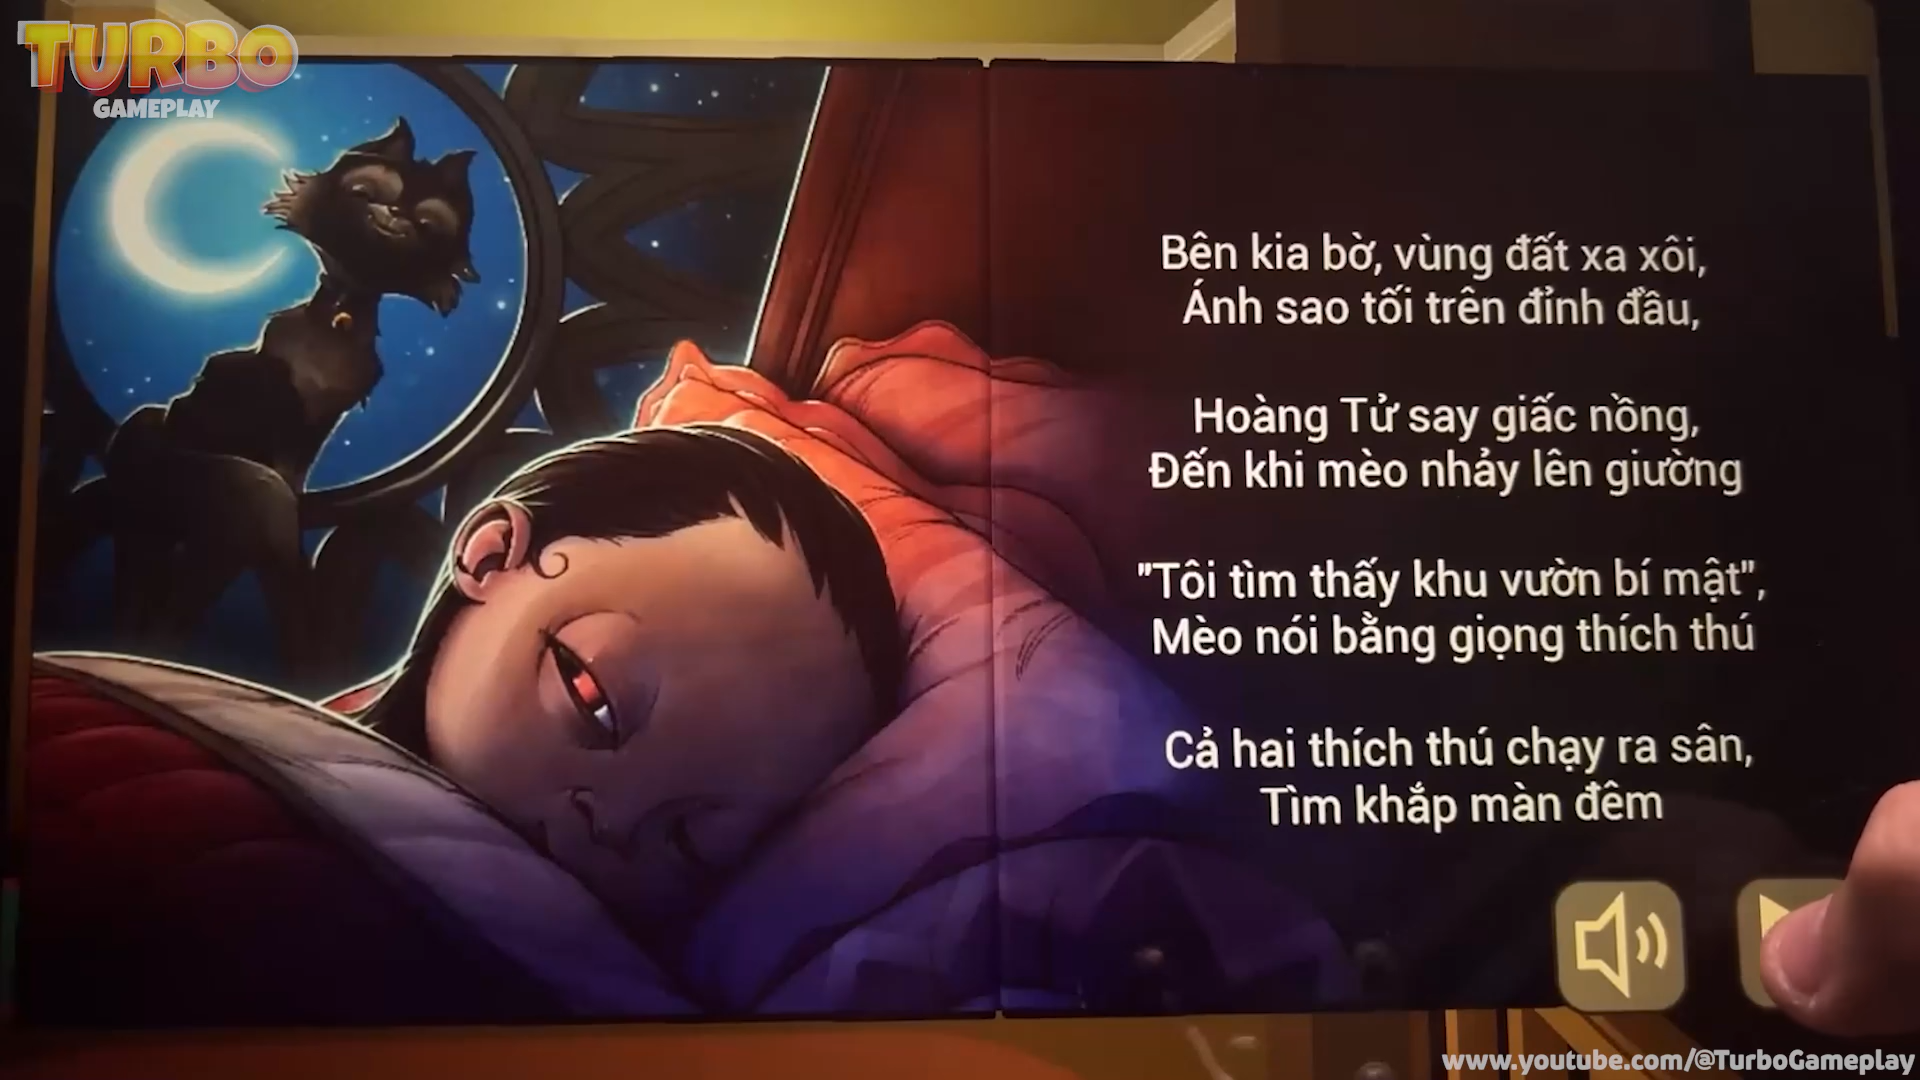 TURBO
GAMEPLAY
Bên kia bờ, vùng đất xa xôi,
Ánh sao tối trên đỉnh đầu,
Hoàng Tử say giấc nồng,
Đến khi mèo nhảy lên giường
"Tôi tìm thấy khu vườn bí mật",
Mèo nói bằng giọng thích thú
Cả hai thích thú chạy ra sân,
Tìm khắp màn đêm
www.youtube.com/@TurboGameplay